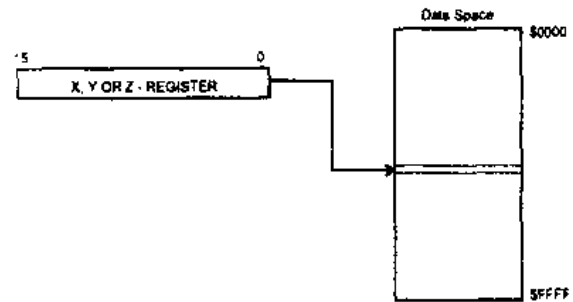 Data Space
$0000
15 0
X, Y OR Z - REGISTER
$FFFF